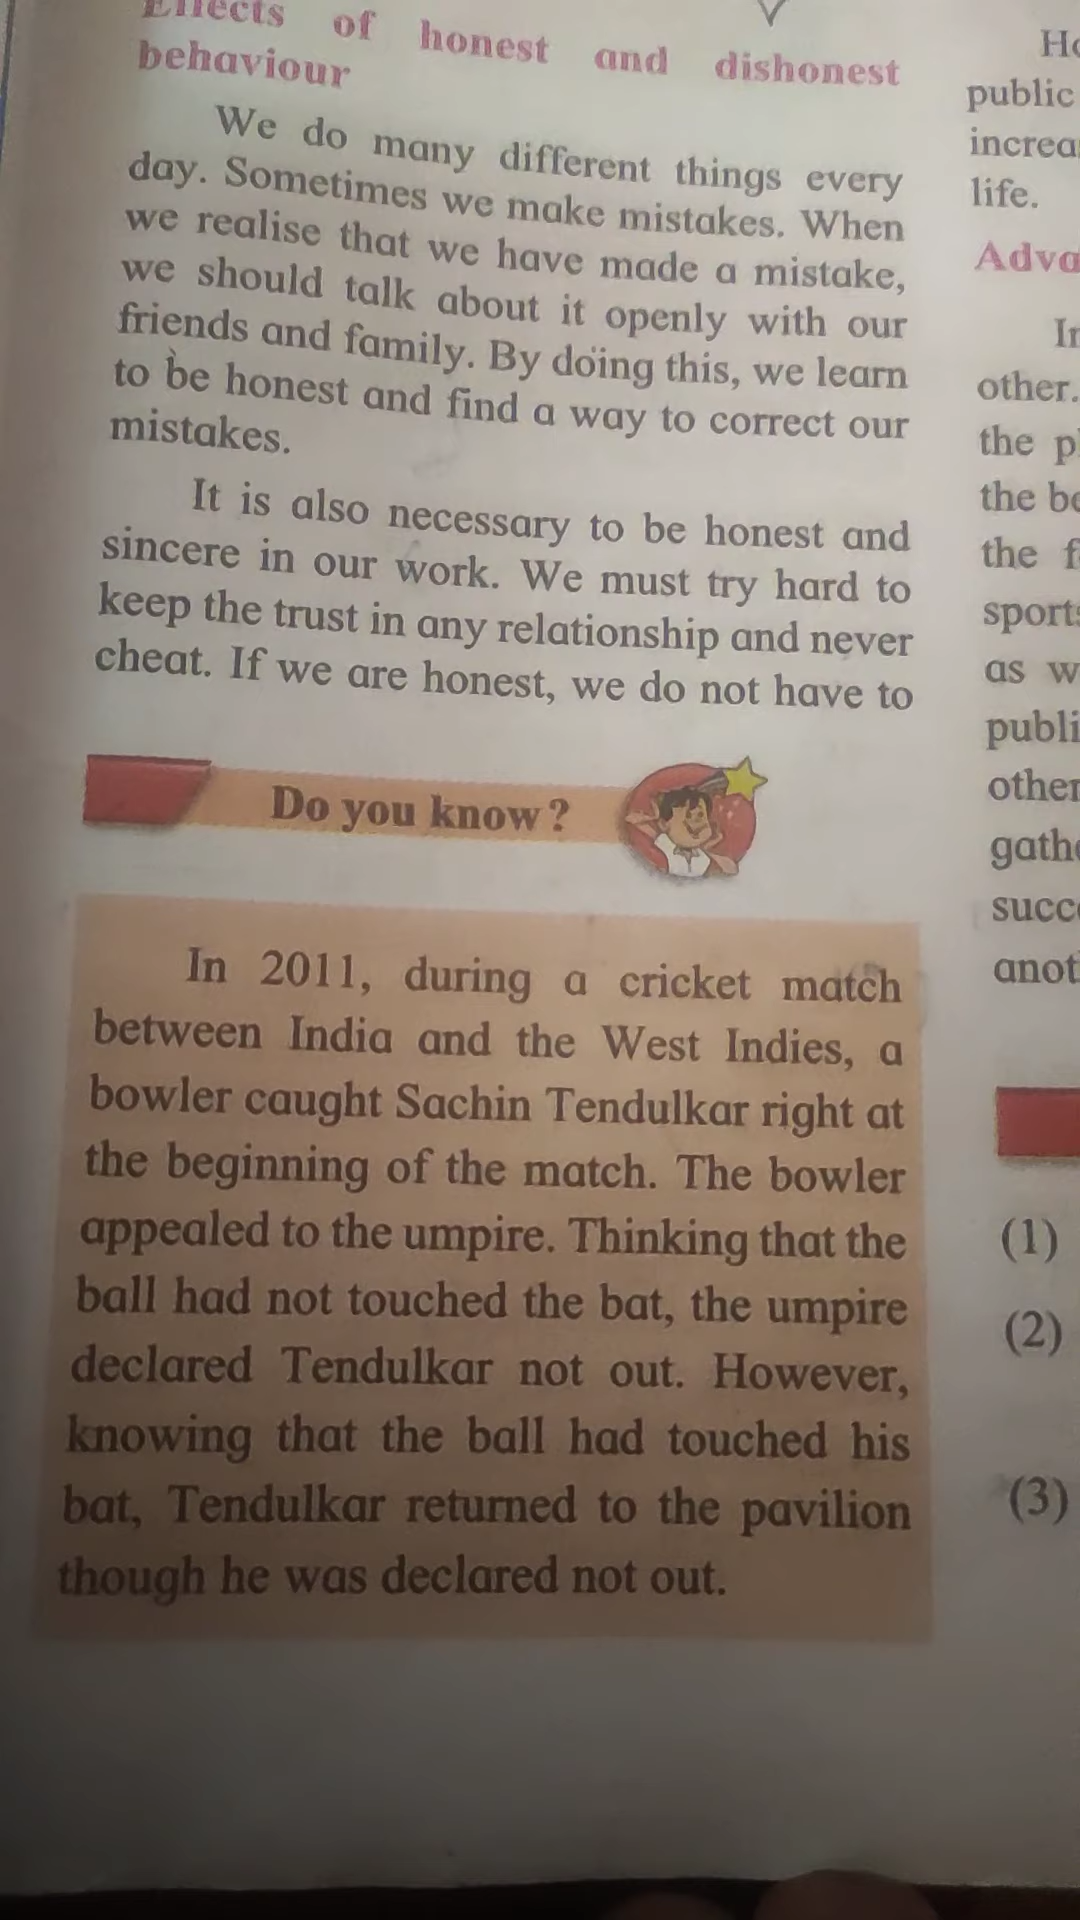 Effects of honest and dishonest
behaviour
We do many different things every
day. Sometimes we make mistakes. When
we realise that we have made a mistake,
we should talk about it openly with our
friends and family. By doing this, we learn
to be honest and find a way to correct our
mistakes.
It is also necessary to be honest and
sincere in our work. We must try hard to
keep the trust in any relationship and never
cheat. If we are honest, we do not have to
Do you know?
In 2011, during a cricket match
between India and the West Indies, a
bowler caught Sachin Tendulkar right at
the beginning of the match. The bowler
appealed to the umpire. Thinking that the
ball had not touched the bat, the umpire
declared Tendulkar not out. However,
knowing that the ball had touched his
bat, Tendulkar returned to the pavilion
though he was declared not out.
public
life.
other.
the
the
the
as
(1)
(2)
(3)